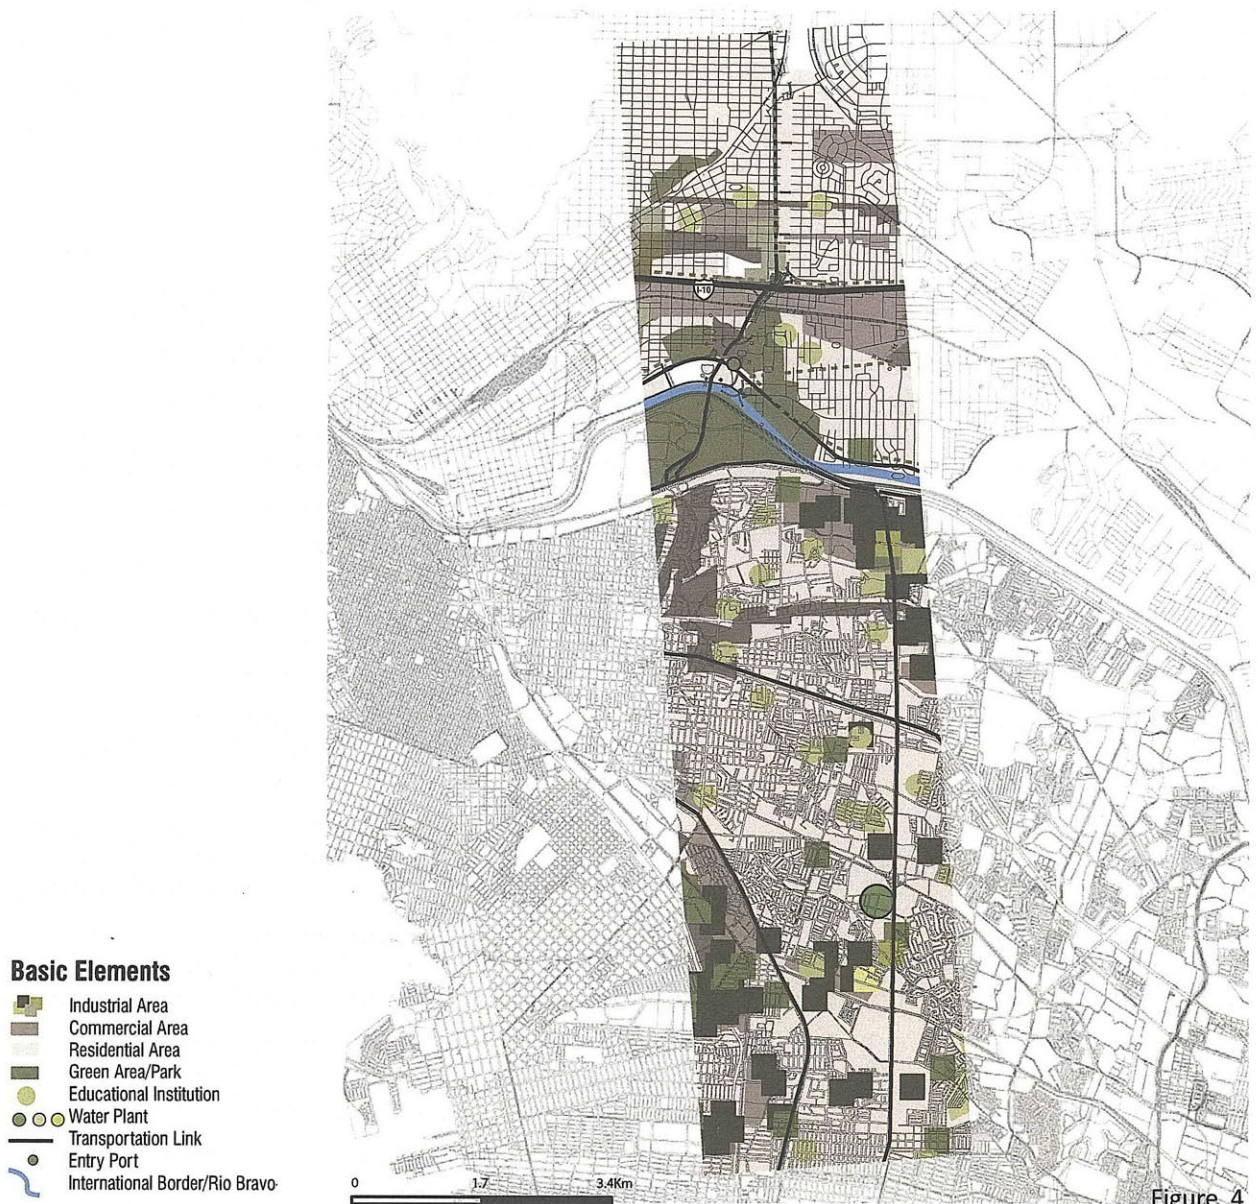 I-10
Basic Elements
Industrial Area
Commercial Area
Residential Area
Green Area/Park
Educational Institution
Water Plant
Transportation Link
Entry Port
International Border/Rio Bravo
0 1.7 3.4Km
Figure 4